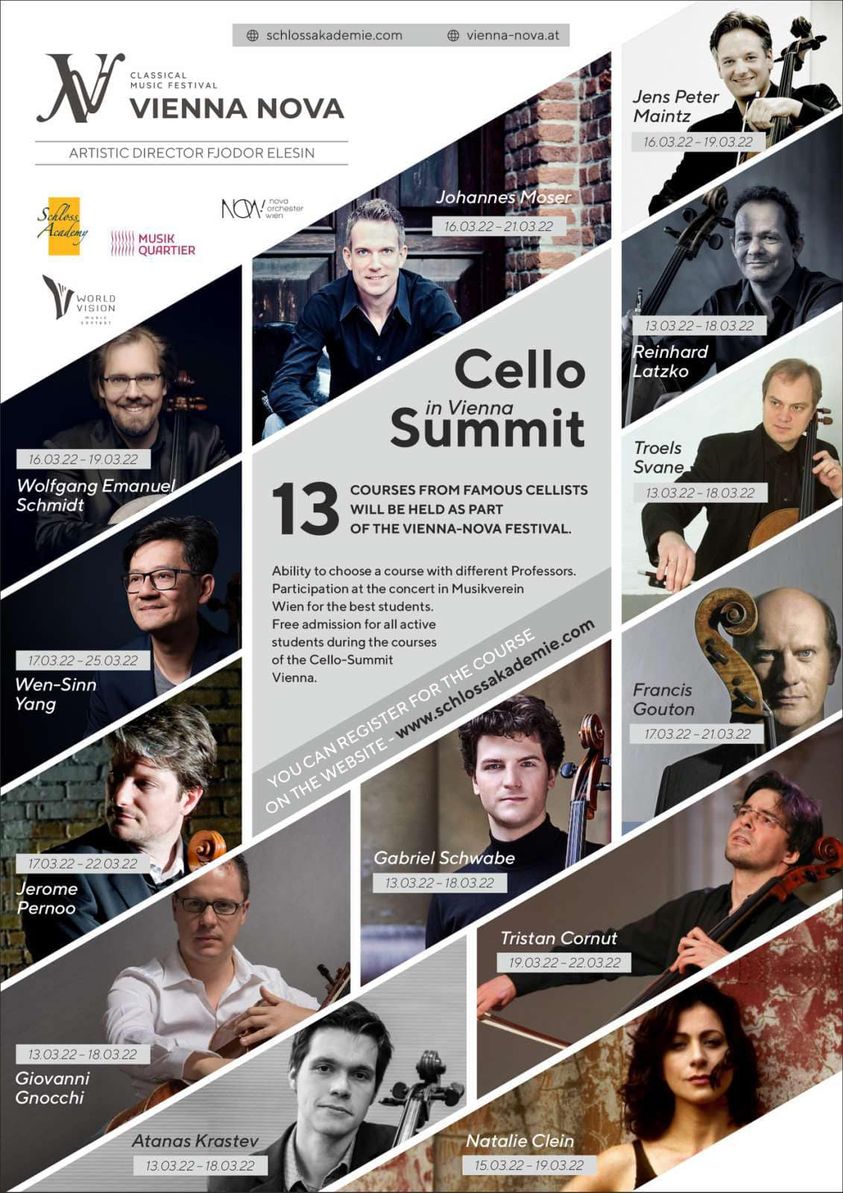 schlossakademie.com
vienna-nova.at
CLASSICAL
MUSIC FESTIVAL
VIENNA NOVA
ARTISTIC DIRECTOR FJODOR ELESIN
Schloss
Academy
NOW! nova
orchester
wien
MUSIK
QUARTIER
WORLD
VISION
music
contest
Jens Peter
Maintz
16.03.22 – 19.03.22
Johannes Moser
16.03.22 – 21.03.22
13.03.22 – 18.03.22
Reinhard
Latzko
Cello
in Vienna
Summit
16.03.22 – 19.03.22
Wolfgang Emanuel
Schmidt
Troels
Svane
13.03.22 – 18.03.22
13 COURSES FROM FAMOUS CELLISTS
WILL BE HELD AS PART
OF THE VIENNA-NOVA FESTIVAL.
Ability to choose a course with different Professors.
Participation at the concert in Musikverein
Wien for the best students.
Free admission for all active
students during the courses
of the Cello-Summit
Vienna.
YOU CAN REGISTER FOR THE COURSE
ON THE WEBSITE - www.schlossakademie.com
17.03.22 – 25.03.22
Wen-Sinn
Yang
Francis
Gouton
17.03.22 – 21.03.22
17.03.22 – 22.03.22
Jerome
Pernoo
Gabriel Schwabe
13.03.22 – 18.03.22
Tristan Cornut
19.03.22 – 22.03.22
13.03.22 – 18.03.22
Giovanni
Gnocchi
Atanas Krastev
13.03.22 – 18.03.22
Natalie Clein
15.03.22 – 19.03.22